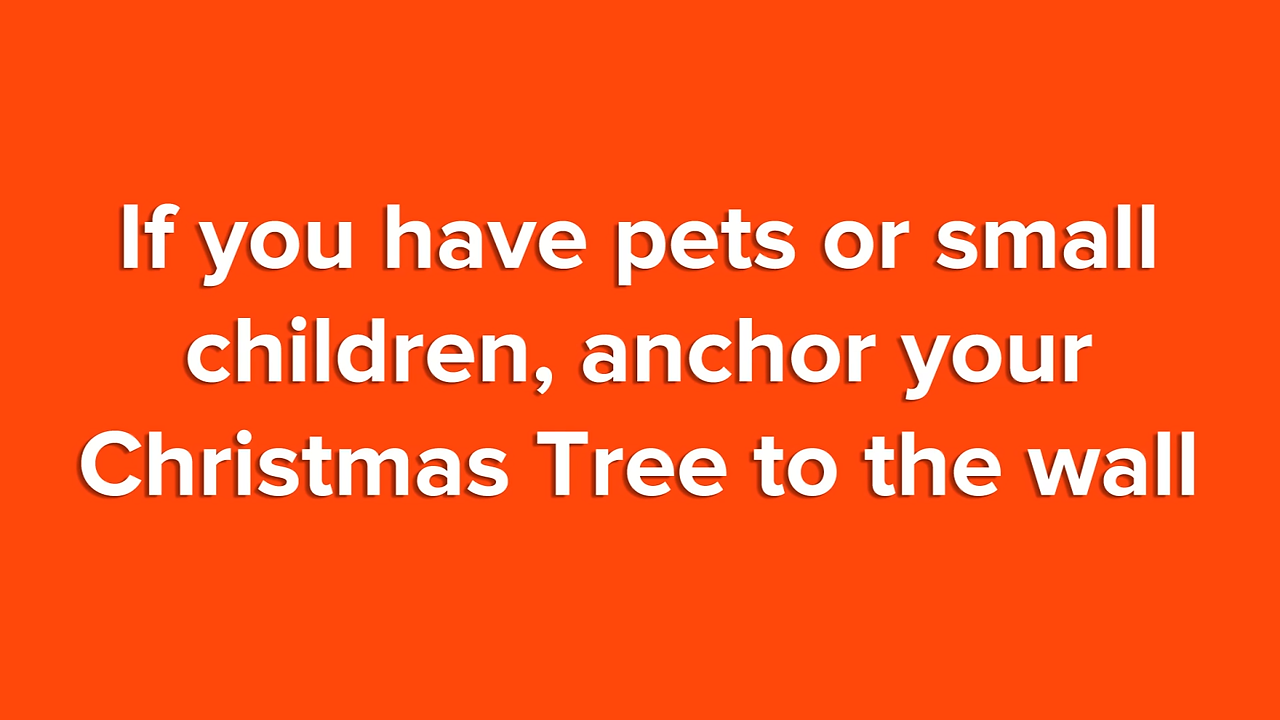 If you have pets or small
children, anchor your
Christmas Tree to the wall